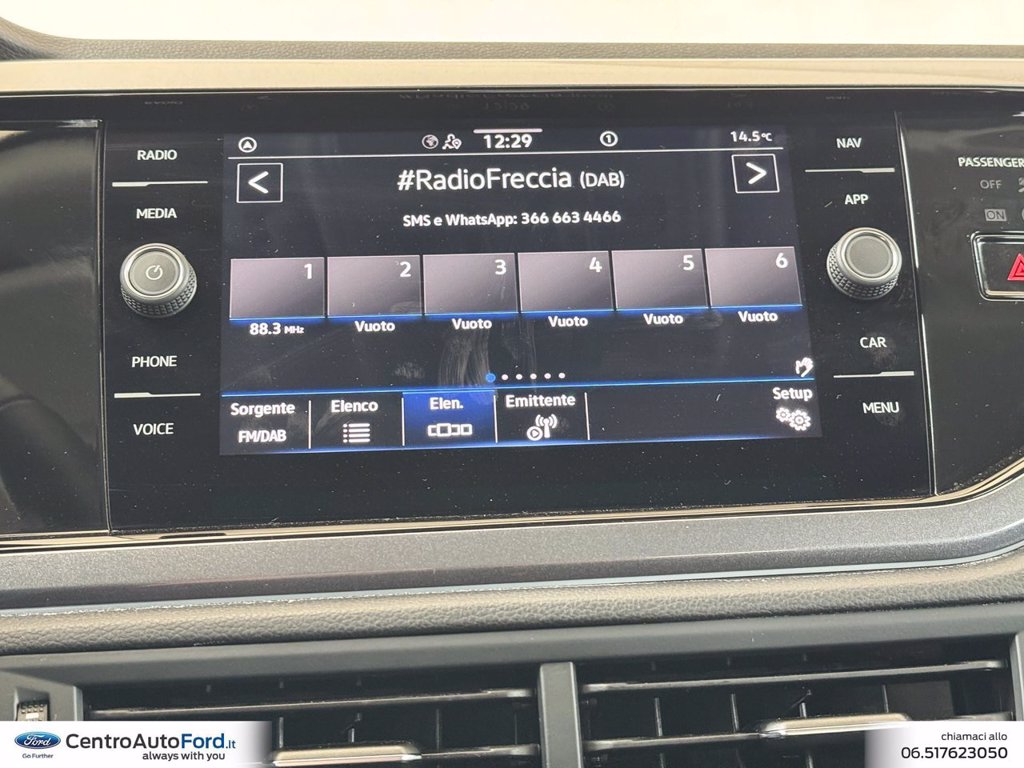 RADIO
MEDIA
PHONE
VOICE
12:29
1
14.5°C
< #RadioFreccia (DAB) >
SMS e WhatsApp: 366 663 4466
1 2 3 4 5 6
88.3 MHz Vuoto Vuoto Vuoto Vuoto Vuoto
Sorgente Elenco Elen. Emittente Setup
FM/DAB
NAV
APP
CAR
MENU
PASSENGER
OFF
ON
Ford
Go Further
CentroAutoFord.it
always with you
chiamaci allo
06.517623050